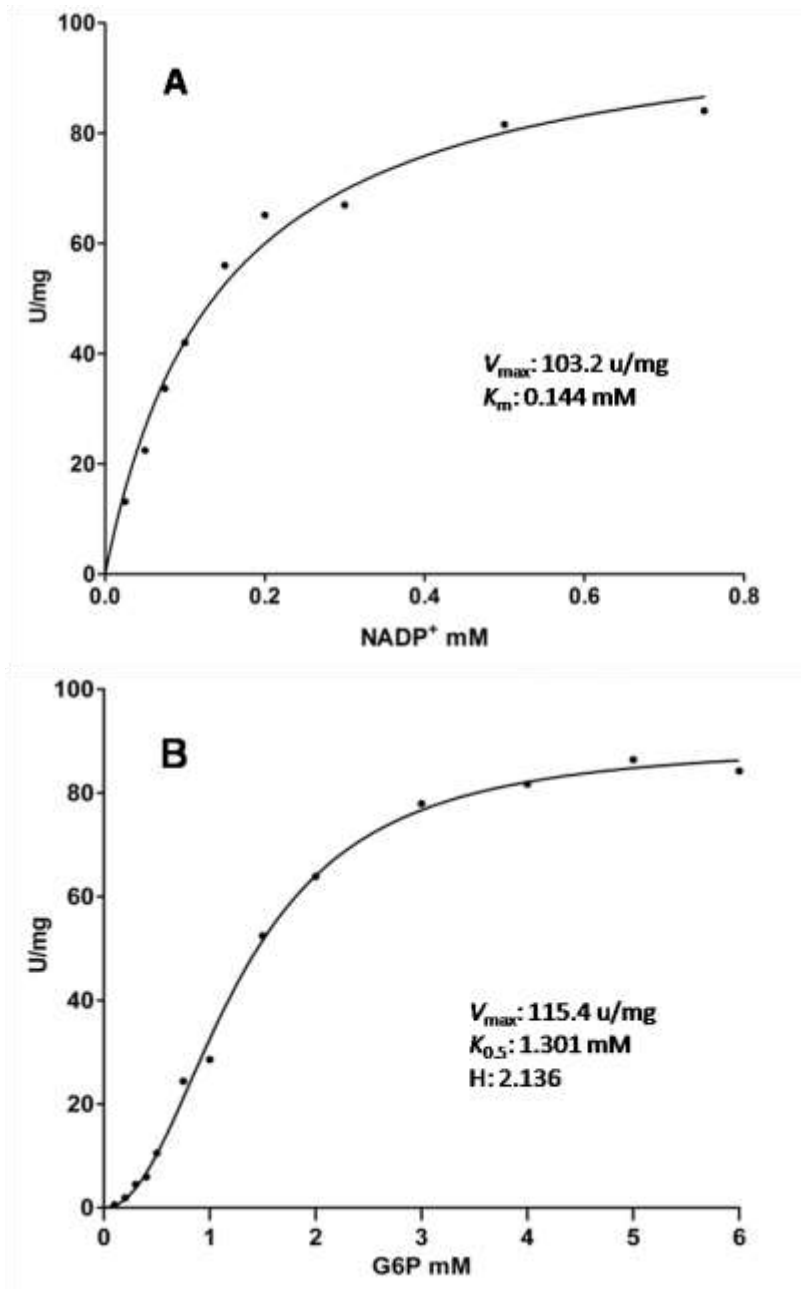 A
100
80
60
40
20
0
U/mg
0.0 0.2 0.4 0.6 0.8
NADP⁺ mM
Vmax: 103.2 u/mg
Km: 0.144 mM
B
100
80
60
40
20
0
U/mg
0 1 2 3 4 5 6
G6P mM
Vmax: 115.4 u/mg
K0.5: 1.301 mM
H: 2.136